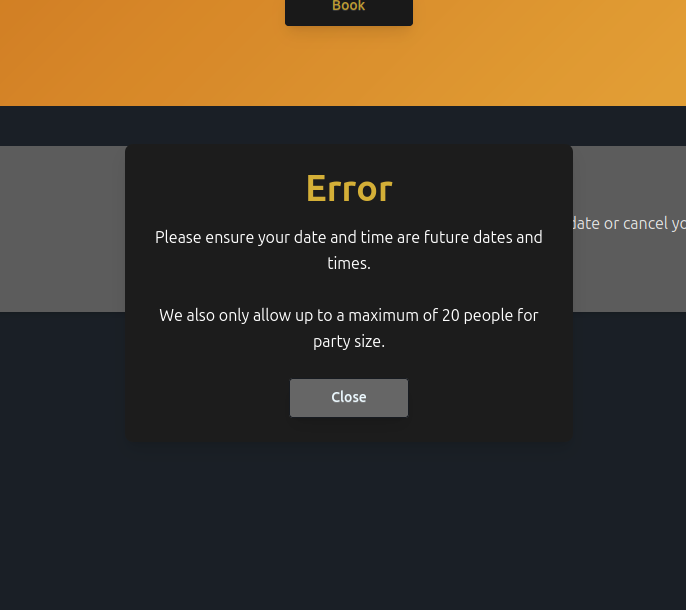 Book
Error
Please ensure your date and time are future dates and
times.
date or cancel
We also only allow up to a maximum of 20 people for
party size.
Close